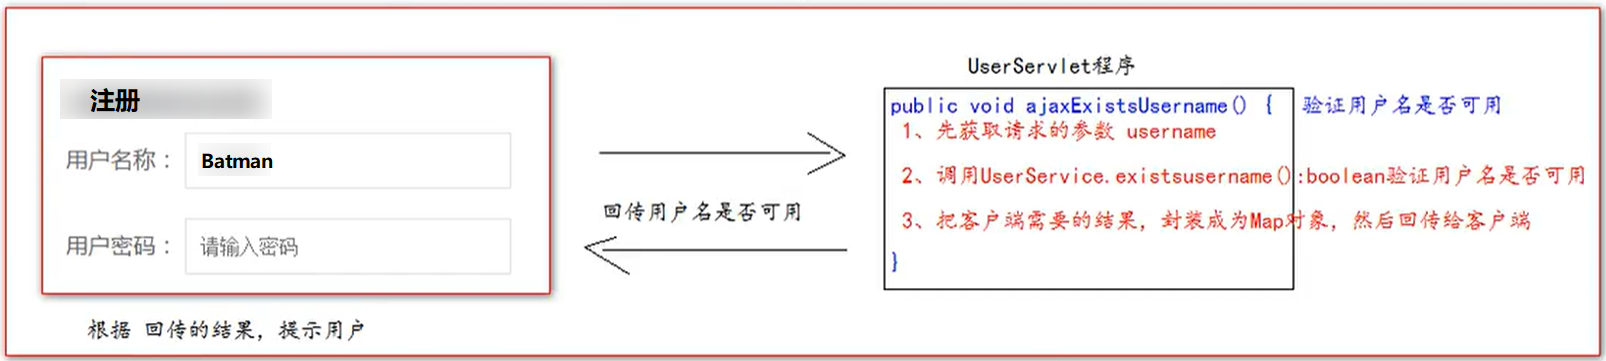 注册
用户名称： Batman
用户密码： 请输入密码
根据 回传的结果，提示用户
回传用户名是否可用
UserServlet程序
public void ajaxExistsUsername() { 验证用户名是否可用
1、先获取请求的参数 username
2、调用UserService.existsusername():boolean验证用户名是否可用
3、把客户端需要的结果，封装成为Map对象，然后回传给客户端
}